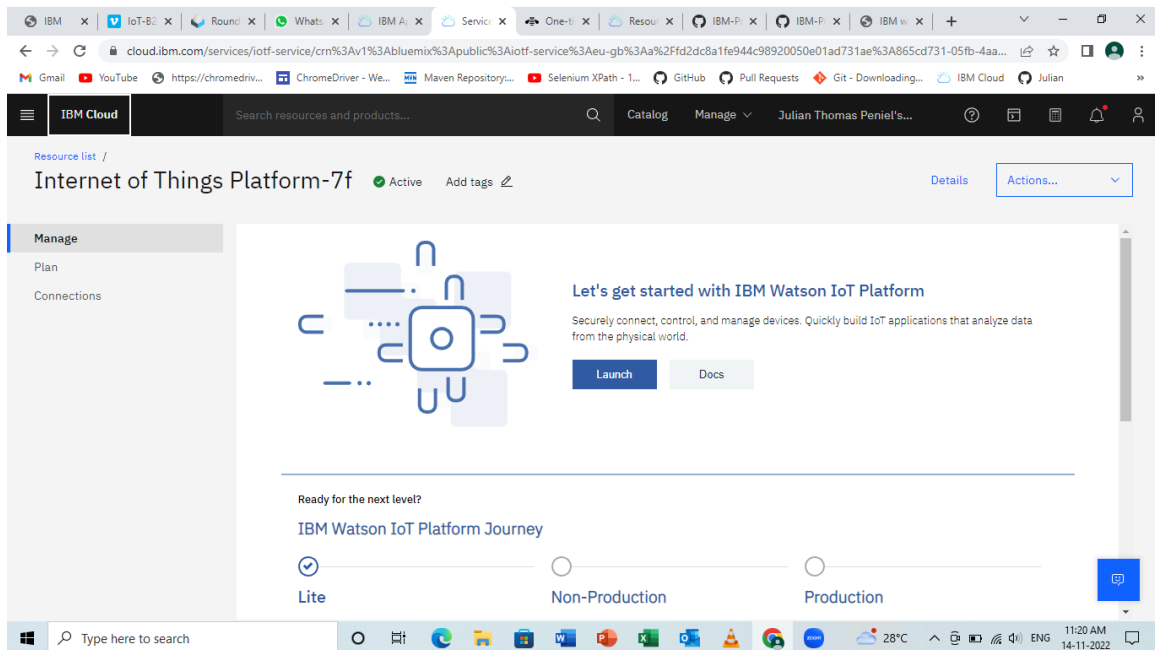 IBM
IoT-B2
Round
Whats
IBM Ap
Service
One-ti
Resou
IBM-P
IBM-P
IBM w
cloud.ibm.com/services/iotf-service/crn%3Av1%3Abluemix%3Apublic%3Aiotf-service%3Aeu-gb%3Aa%2Ffd2dc8a1fe944c98920050e01ad731ae%3A865cd731-05fb-4aa...
Gmail YouTube https://chromedriv... ChromeDriver - We... Maven Repository:... Selenium XPath - 1... GitHub Pull Requests Git - Downloading... IBM Cloud Julian »
IBM Cloud Search resources and products... Catalog Manage Julian Thomas Peniel's...
Resource list /
Internet of Things Platform-7f Active Add tags Details Actions...
Manage
Plan
Connections
Let's get started with IBM Watson IoT Platform
Securely connect, control, and manage devices. Quickly build IoT applications that analyze data
from the physical world.
Launch Docs
Ready for the next level?
IBM Watson IoT Platform Journey
Lite Non-Production Production
Type here to search 28°C ENG 11:20 AM
14-11-2022
zoom